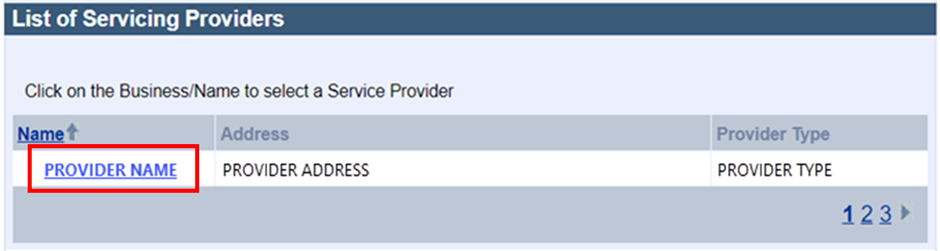 List of Servicing Providers
Click on the Business/Name to select a Service Provider
Name Address Provider Type
PROVIDER NAME PROVIDER ADDRESS PROVIDER TYPE
1 2 3